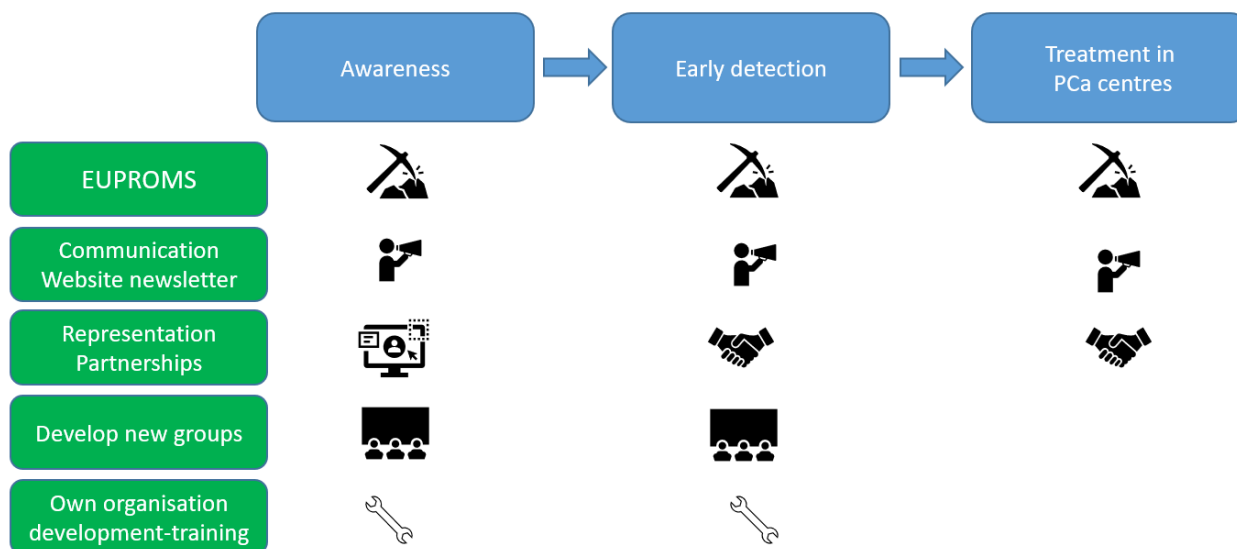 Awareness
Early detection
Treatment in
PCa centres
EUPROMS
Communication
Website newsletter
Representation
Partnerships
Develop new groups
Own organisation
development-training